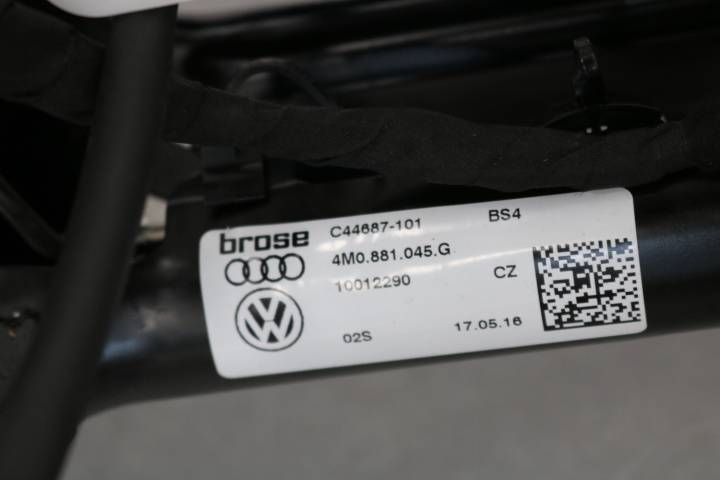 brose C44687-101 BS4
4M0.881.045.G
10012290 CZ
02S 17.05.16